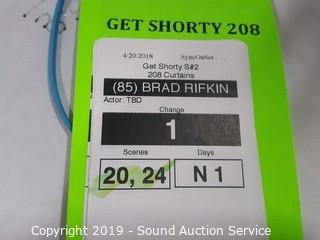 GET SHORTY 208
4/20/2018 SyncOnSet - ...
Get Shorty S#2
208 Curtains
(85) BRAD RIFKIN
Actor: TBD
Change
1
Scenes Days
20, 24 N 1
Copyright 2019 - Sound Auction Service